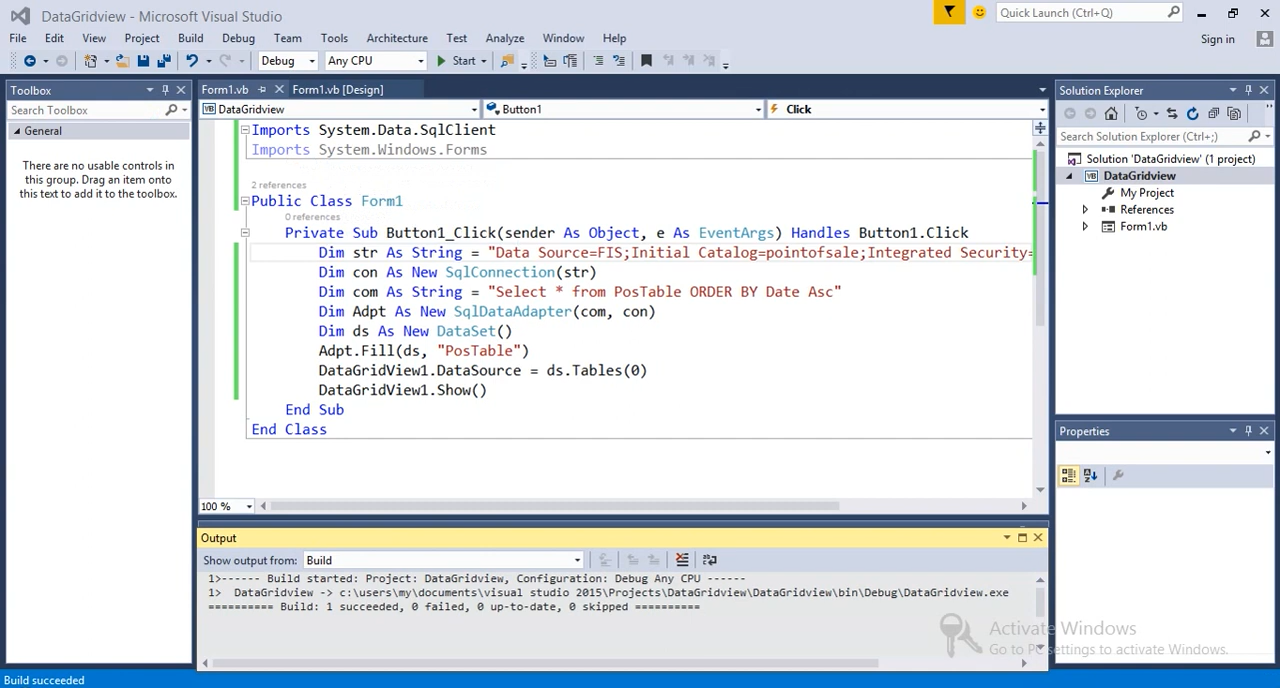 DataGridview - Microsoft Visual Studio
Quick Launch (Ctrl+Q)
File Edit View Project Build Debug Team Tools Architecture Test Analyze Window Help
Sign in
Debug Any CPU Start
Toolbox
Search Toolbox
General
There are no usable controls in
this group. Drag an item onto
this text to add it to the toolbox.
Form1.vb Form1.vb [Design]
DataGridview Button1 Click
Imports System.Data.SqlClient
Imports System.Windows.Forms
2 references
Public Class Form1
0 references
Private Sub Button1_Click(sender As Object, e As EventArgs) Handles Button1.Click
Dim str As String = "Data Source=FIS;Initial Catalog=pointofsale;Integrated Security=
Dim con As New SqlConnection(str)
Dim com As String = "Select * from PosTable ORDER BY Date Asc"
Dim Adpt As New SqlDataAdapter(com, con)
Dim ds As New DataSet()
Adpt.Fill(ds, "PosTable")
DataGridView1.DataSource = ds.Tables(0)
DataGridView1.Show()
End Sub
End Class
100 %
Output
Show output from: Build
1>------ Build started: Project: DataGridview, Configuration: Debug Any CPU ------
1> DataGridview -> c:\users\my\documents\visual studio 2015\Projects\DataGridview\DataGridview\bin\Debug\DataGridview.exe
========== Build: 1 succeeded, 0 failed, 0 up-to-date, 0 skipped ==========
Solution Explorer
Search Solution Explorer (Ctrl+;)
Solution 'DataGridview' (1 project)
DataGridview
My Project
References
Form1.vb
Properties
Activate Windows
Go to PC settings to activate Windows.
Build succeeded